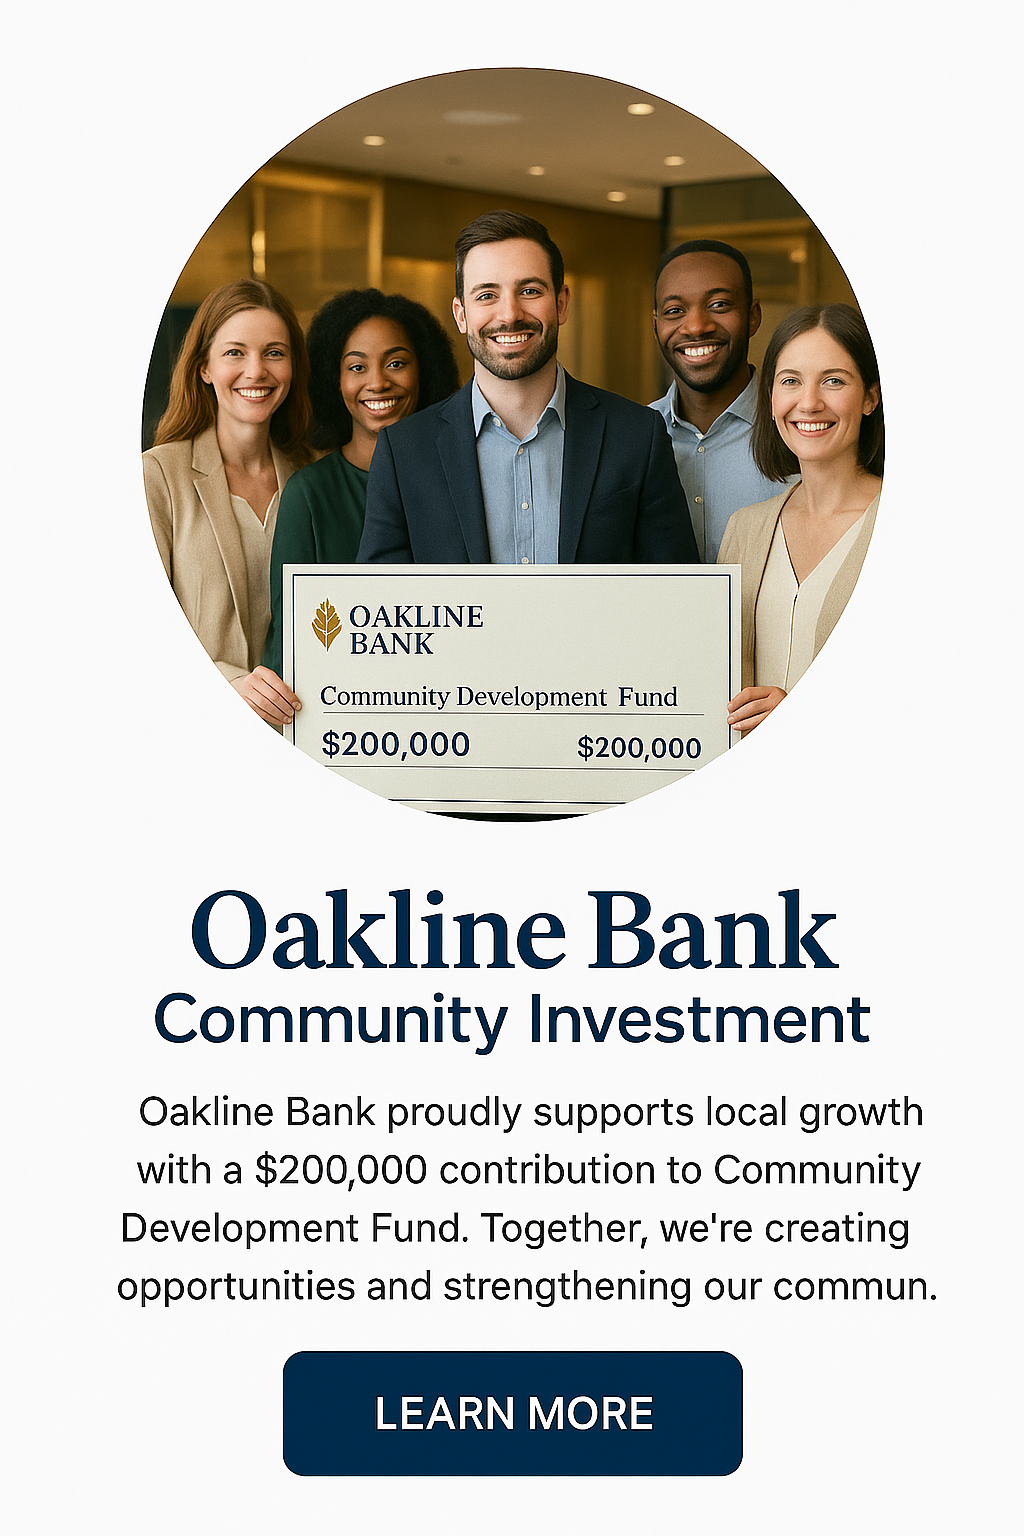 OAKLINE
BANK
Community Development Fund
$200,000 $200,000
Oakline Bank
Community Investment
Oakline Bank proudly supports local growth
with a $200,000 contribution to Community
Development Fund. Together, we're creating
opportunities and strengthening our commun.
LEARN MORE